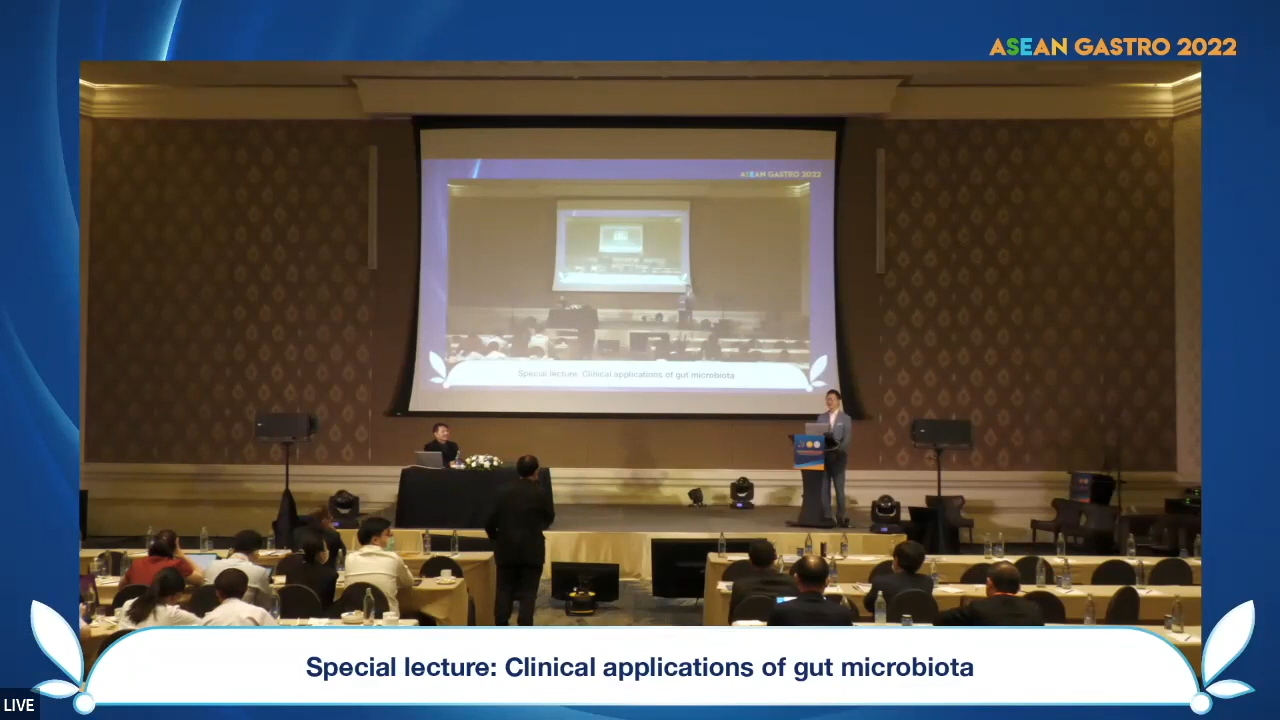 ASEAN GASTRO 2022
ASEAN GASTRO 2022
Special lecture: Clinical applications of gut microbiota
Special lecture: Clinical applications of gut microbiota
LIVE